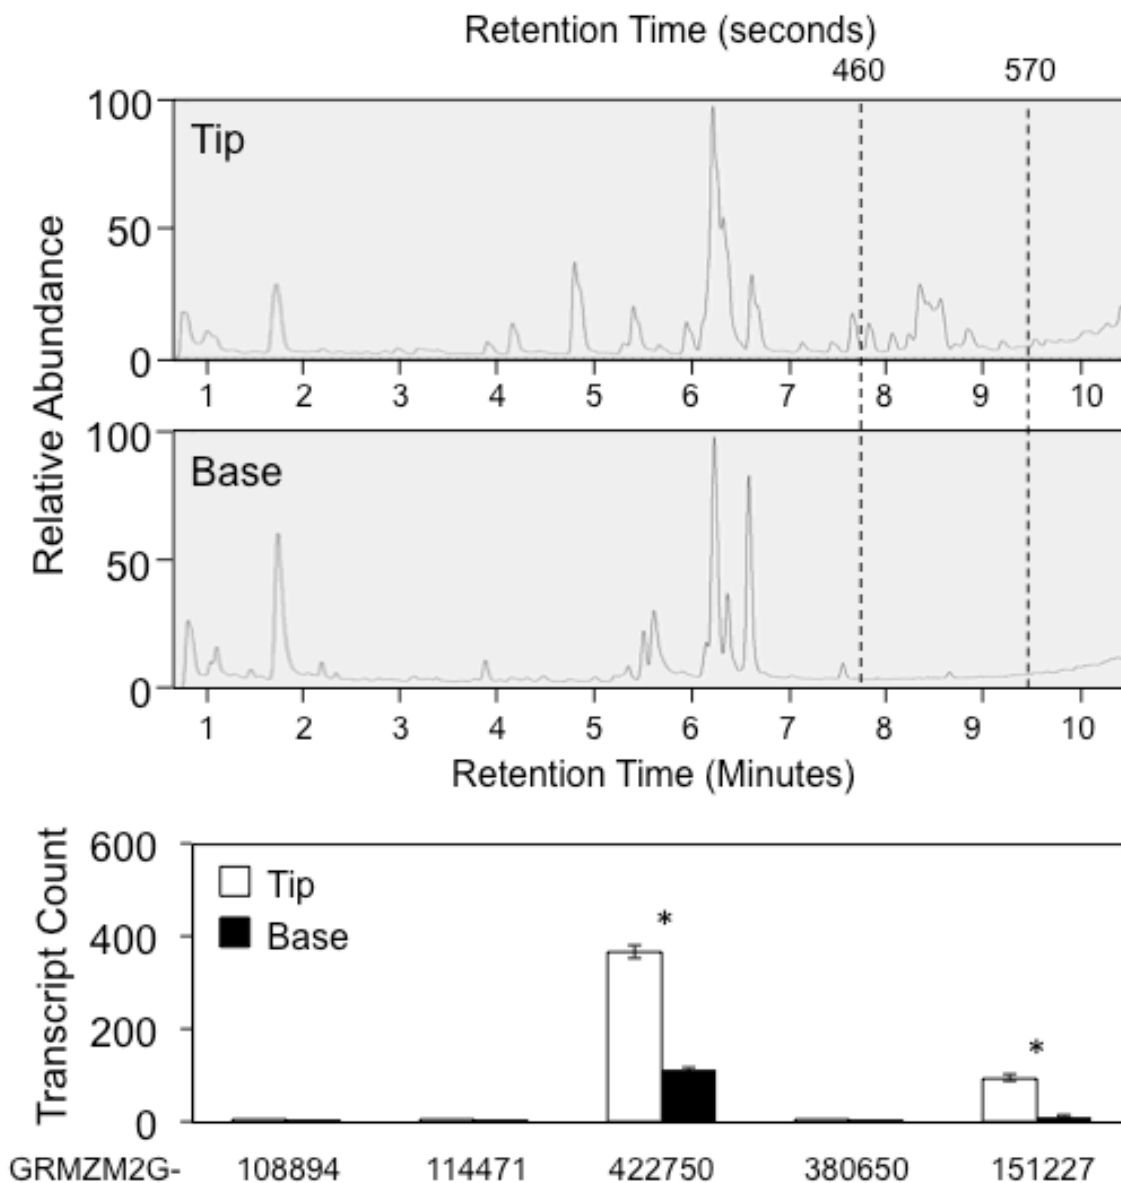 Retention Time (seconds)
460 570
100
Tip
50
0
1 2 3 4 5 6 7 8 9 10
Relative Abundance
100
Base
50
0
1 2 3 4 5 6 7 8 9 10
Retention Time (Minutes)
Transcript Count
600
400
200
0
Tip
Base
*
*
GRMZM2G- 108894 114471 422750 380650 151227